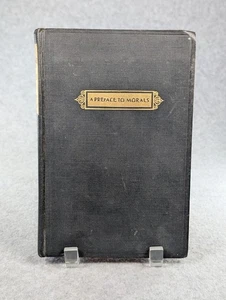 A PREFACE TO MORALS